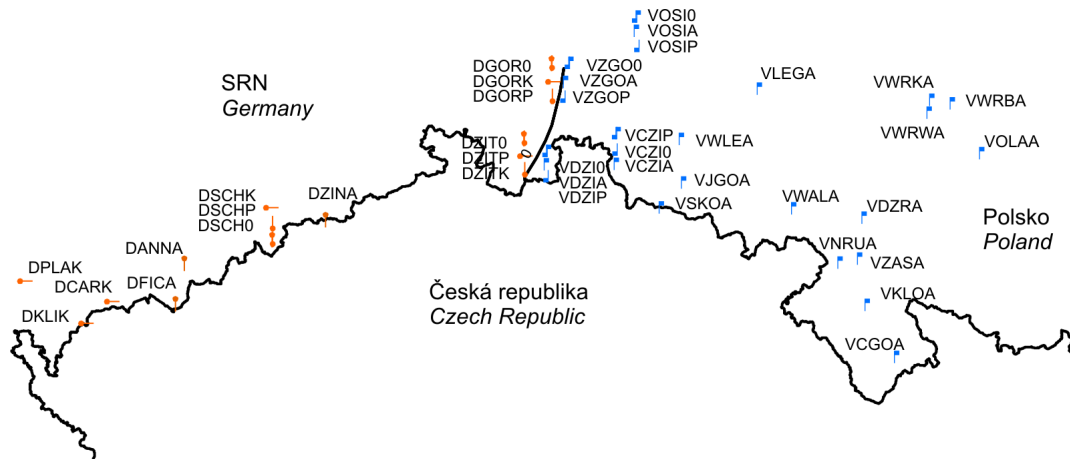 VOSI0
VOSIA
VOSIP
DGOR0
DGORK
DGORP
VZGO0
VZGOA
VZGOP
VLEGA
VWRKA
VWRBA
VWRWA
VOLAA
SRN
Germany
DZIT0
DZITP
DZITK
VCZIP
VCZI0
VCZIA
VWLEA
VDZI0
VDZIA
VDZIP
VJGOA
VSKOA
VWALA
VDZRA
Polsko
Poland
DSCHK
DSCHP
DSCH0
DZINA
DANNA
VNRUA
VZASA
DPLAK
DCARK
DFICA
DKLIK
Česká republika
Czech Republic
VKLOA
VCGOA